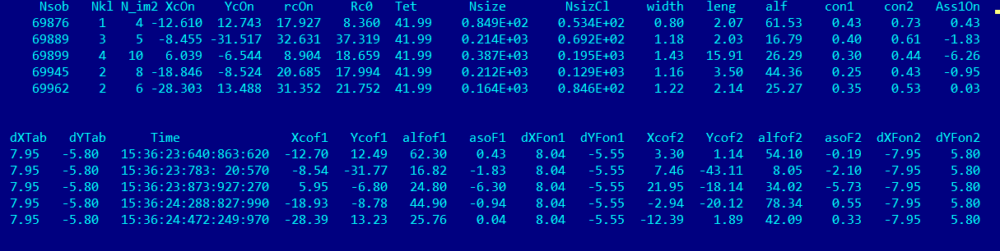 Nsob Nkl N_im2 XcOn YcOn rcOn Rc0 Tet Nsize NsizCl width leng alf con1 con2 Ass1On
69876 1 4 -12.610 12.743 17.927 8.360 41.99 0.849E+02 0.534E+02 0.80 2.07 61.53 0.43 0.73 0.43
69889 3 5 -8.455 -31.517 32.631 37.319 41.99 0.214E+03 0.692E+02 1.18 2.03 16.79 0.40 0.61 -1.83
69899 4 10 6.039 -6.544 8.904 18.659 41.99 0.387E+03 0.195E+03 1.43 15.91 26.29 0.30 0.44 -6.26
69945 2 8 -18.846 -8.524 20.685 17.994 41.99 0.212E+03 0.129E+03 1.16 3.50 44.36 0.25 0.43 -0.95
69962 2 6 -28.303 13.488 31.352 21.752 41.99 0.164E+03 0.846E+02 1.22 2.14 25.27 0.35 0.53 0.03
dXTab dYTab Time Xcof1 Ycof1 alfof1 asoF1 dXFon1 dYFon1 Xcof2 Ycof2 alfof2 asoF2 dXFon2 dYFon2
7.95 -5.80 15:36:23:640:863:620 -12.70 12.49 62.30 0.43 8.04 -5.55 3.30 1.14 54.10 -0.19 -7.95 5.80
7.95 -5.80 15:36:23:783: 20:570 -8.54 -31.77 16.82 -1.83 8.04 -5.55 7.46 -43.11 8.05 -2.10 -7.95 5.80
7.95 -5.80 15:36:23:873:927:270 5.95 -6.80 24.80 -6.30 8.04 -5.55 21.95 -18.14 34.02 -5.73 -7.95 5.80
7.95 -5.80 15:36:24:288:827:990 -18.93 -8.78 44.90 -0.94 8.04 -5.55 -2.94 -20.12 78.34 0.55 -7.95 5.80
7.95 -5.80 15:36:24:472:249:970 -28.39 13.23 25.76 0.04 8.04 -5.55 -12.39 1.89 42.09 0.33 -7.95 5.80